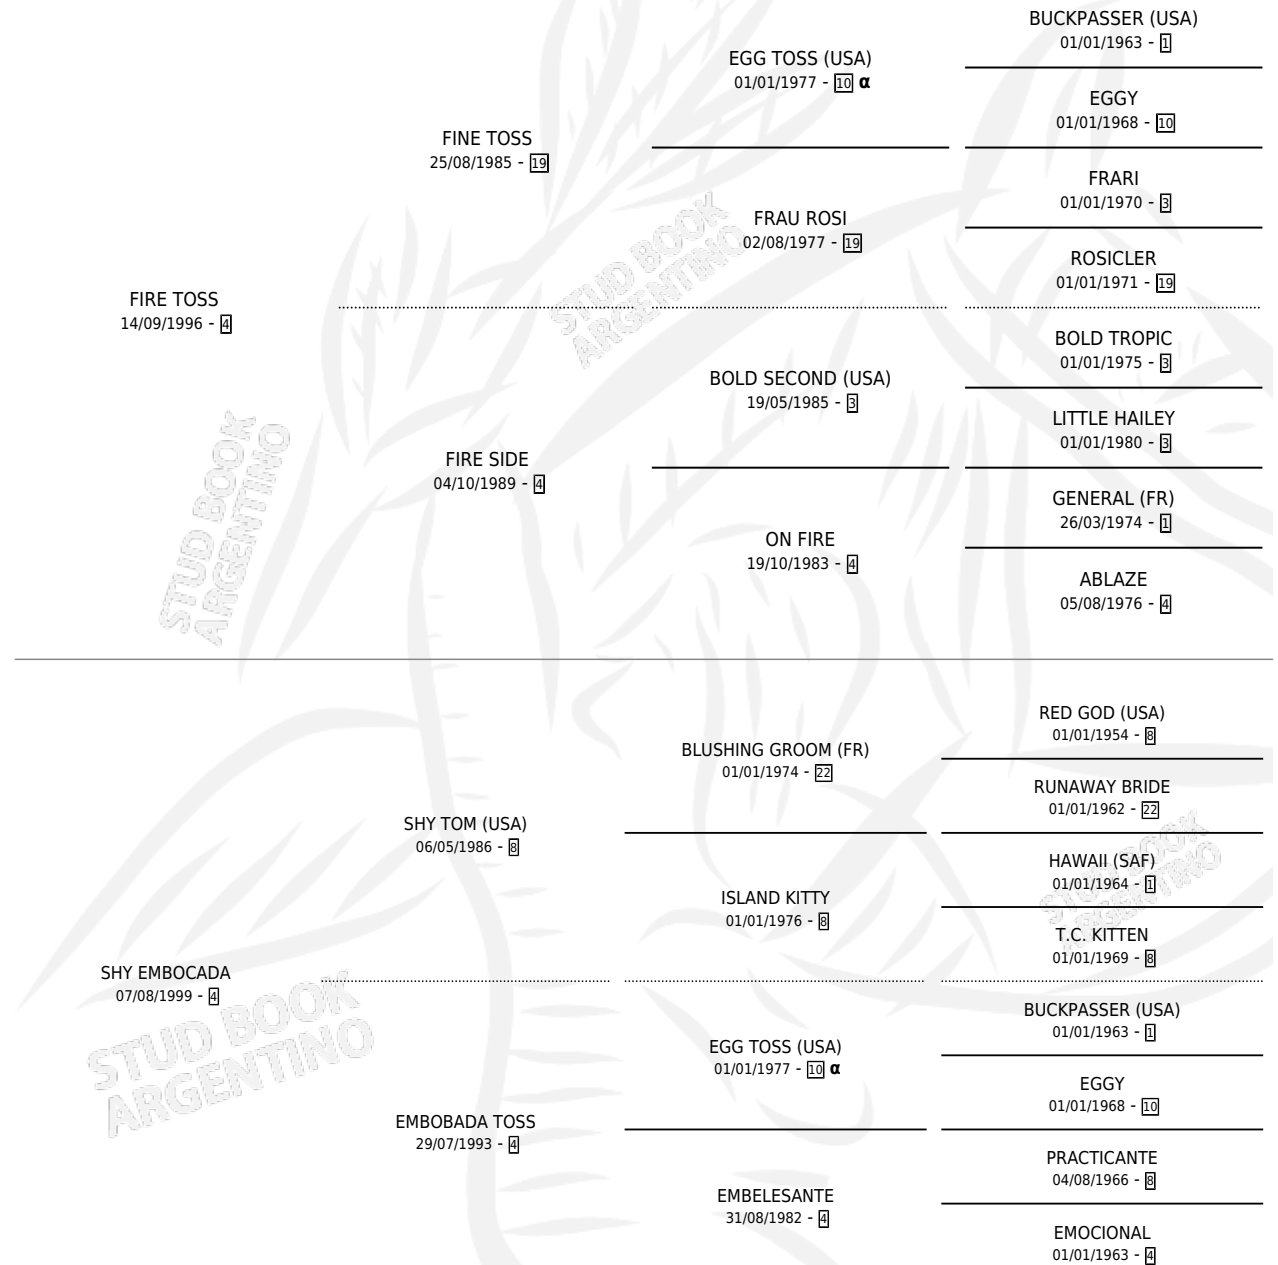 BUCKPASSER (USA)
01/01/1963 - 1
EGG TOSS (USA)
01/01/1977 - 10 α
EGGY
01/01/1968 - 10
FINE TOSS
25/08/1985 - 19
FRARI
01/01/1970 - 3
FRAU ROSI
02/08/1977 - 19
ROSICLER
01/01/1971 - 19
FIRE TOSS
14/09/1996 - 4
BOLD TROPIC
01/01/1975 - 3
BOLD SECOND (USA)
19/05/1985 - 3
LITTLE HAILEY
01/01/1980 - 3
FIRE SIDE
04/10/1989 - 4
GENERAL (FR)
26/03/1974 - 1
ON FIRE
19/10/1983 - 4
ABLAZE
05/08/1976 - 4
STUD BOOK
ARGENTINO
STUD BOOK
ARGENTINO
RED GOD (USA)
01/01/1954 - 8
BLUSHING GROOM (FR)
01/01/1974 - 22
RUNAWAY BRIDE
01/01/1962 - 22
SHY TOM (USA)
06/05/1986 - 8
HAWAII (SAF)
01/01/1964 - 1
ISLAND KITTY
01/01/1976 - 8
T.C. KITTEN
01/01/1969 - 8
SHY EMBOCADA
07/08/1999 - 4
BUCKPASSER (USA)
01/01/1963 - 1
EGG TOSS (USA)
01/01/1977 - 10 α
EGGY
01/01/1968 - 10
EMBOBADA TOSS
29/07/1993 - 4
PRACTICANTE
04/08/1966 - 8
EMBELESANTE
31/08/1982 - 4
EMOCIONAL
01/01/1963 - 4
STUD BOOK
ARGENTINO
STUD BOOK
ARGENTINO